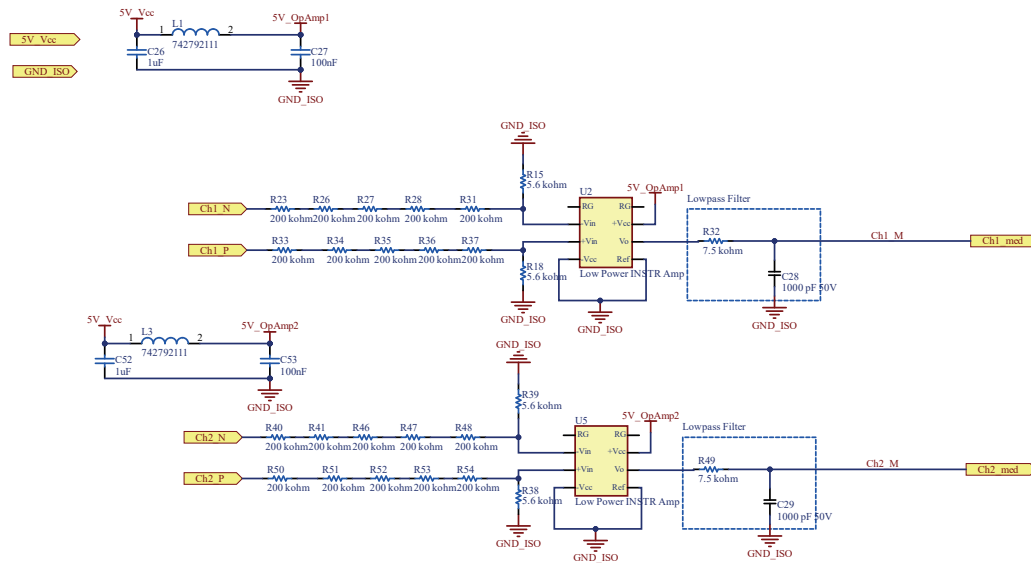 5V_Vcc
5V_OpAmp1
L1
1
2
5V_Vcc
742792111
C26
1uF
C27
100nF
GND_ISO
GND_ISO
GND_ISO
R15
5.6 kohm
U2
5V_OpAmp1
Ch1_N
R23
R26
R27
R28
R31
200 kohm
200 kohm
200 kohm
200 kohm
200 kohm
RG
RG
-Vin
+Vcc
Lowpass Filter
Ch1_P
R33
R34
R35
R36
R37
200 kohm
200 kohm
200 kohm
200 kohm
200 kohm
+Vin
Vo
R32
7.5 kohm
Ch1_M
Ch1_med
-Vcc
Ref
R18
5.6 kohm
Low Power INSTR Amp
C28
1000 pF 50V
GND_ISO
GND_ISO
GND_ISO
5V_Vcc
5V_OpAmp2
L3
1
2
742792111
C52
1uF
C53
100nF
GND_ISO
GND_ISO
R39
5.6 kohm
U5
5V_OpAmp2
Ch2_N
R40
R41
R46
R47
R48
200 kohm
200 kohm
200 kohm
200 kohm
200 kohm
RG
RG
-Vin
+Vcc
Lowpass Filter
Ch2_P
R50
R51
R52
R53
R54
200 kohm
200 kohm
200 kohm
200 kohm
200 kohm
+Vin
Vo
R49
7.5 kohm
Ch2_M
Ch2_med
-Vcc
Ref
R38
5.6 kohm
Low Power INSTR Amp
C29
1000 pF 50V
GND_ISO
GND_ISO
GND_ISO